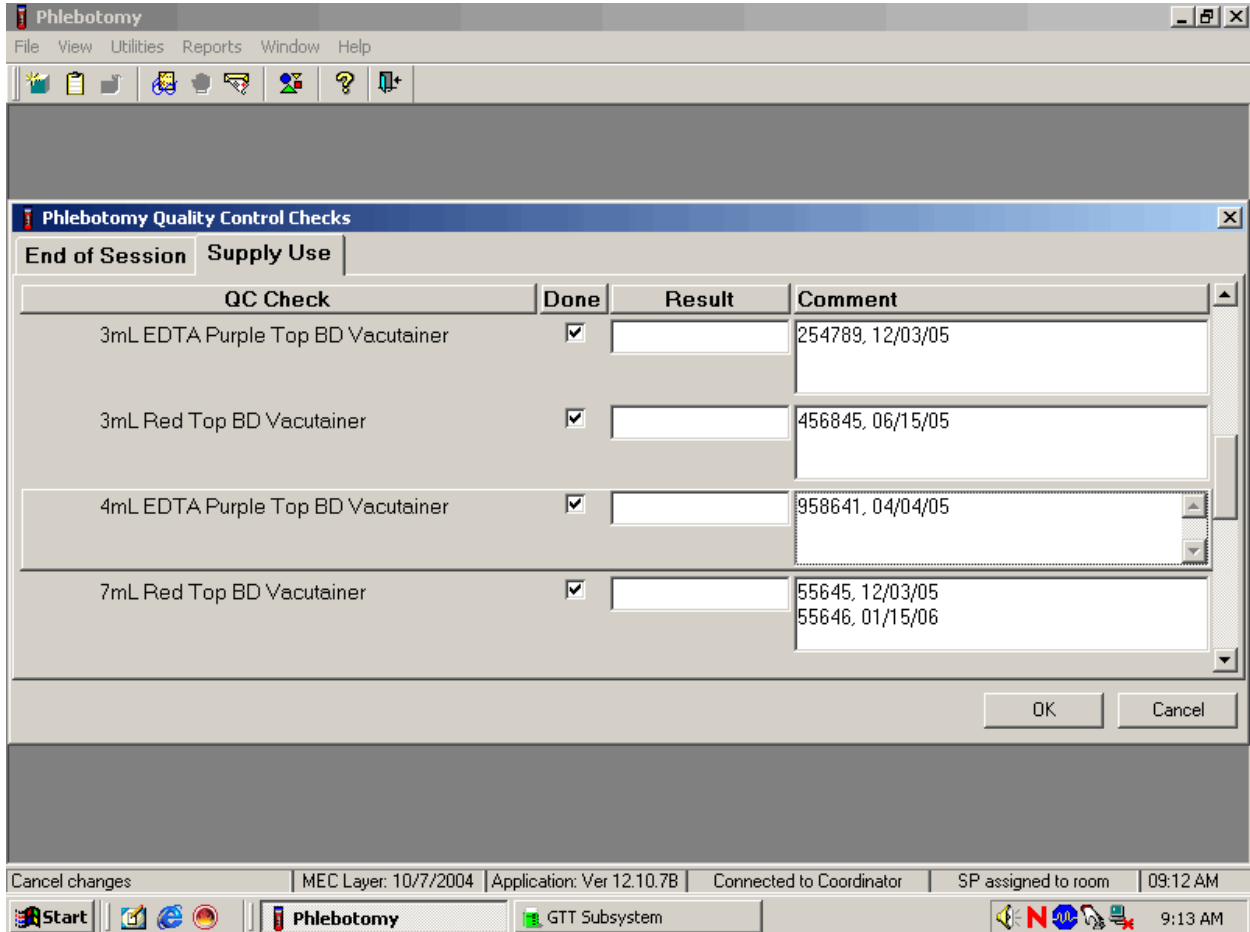 Phlebotomy
File View Utilities Reports Window Help
Phlebotomy Quality Control Checks
End of Session Supply Use
QC Check Done Result Comment
3mL EDTA Purple Top BD Vacutainer 254789, 12/03/05
3mL Red Top BD Vacutainer 456845, 06/15/05
4mL EDTA Purple Top BD Vacutainer 958641, 04/04/05
7mL Red Top BD Vacutainer 55645, 12/03/05
55646, 01/15/06
OK Cancel
Cancel changes MEC Layer: 10/7/2004 Application: Ver 12.10.7B Connected to Coordinator SP assigned to room 09:12 AM
Start Phlebotomy GTT Subsystem N 9:13 AM